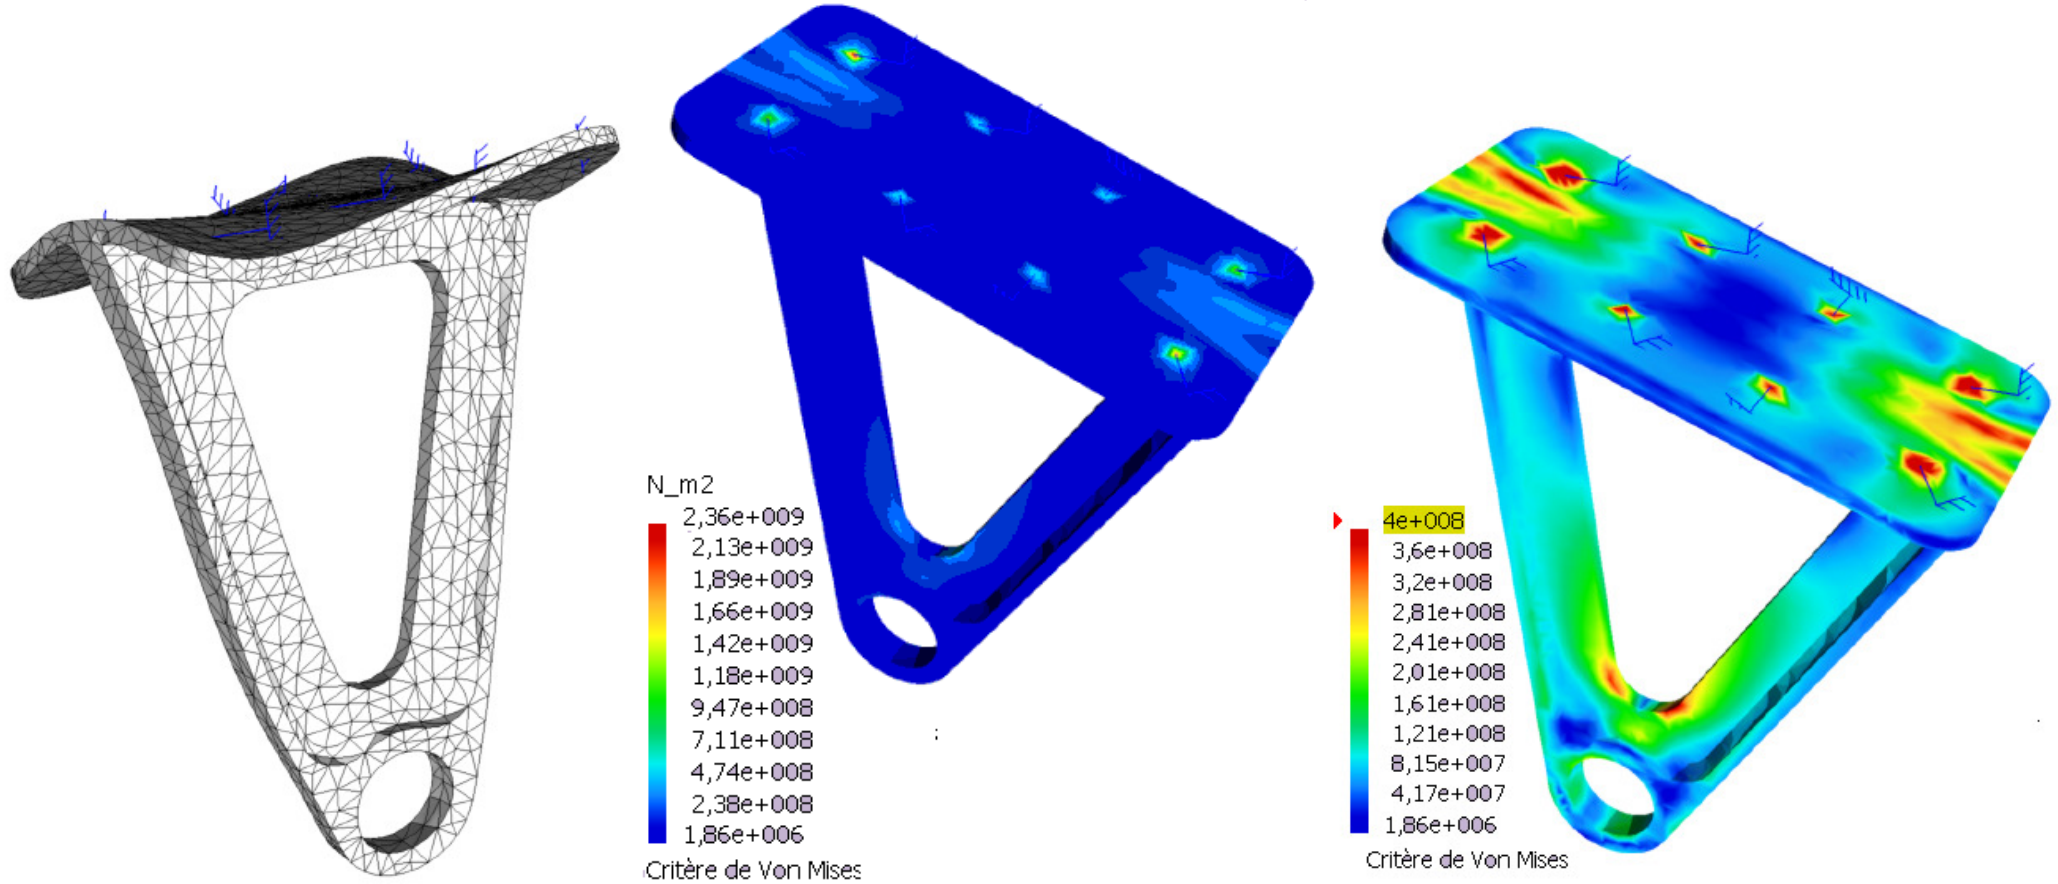 N_m2
2,36e+009
2,13e+009
1,89e+009
1,66e+009
1,42e+009
1,18e+009
9,47e+008
7,11e+008
4,74e+008
2,38e+008
1,86e+006
Critère de Von Mises
4e+008
3,6e+008
3,2e+008
2,81e+008
2,41e+008
2,01e+008
1,61e+008
1,21e+008
8,15e+007
4,17e+007
1,86e+006
Critère de Von Mises